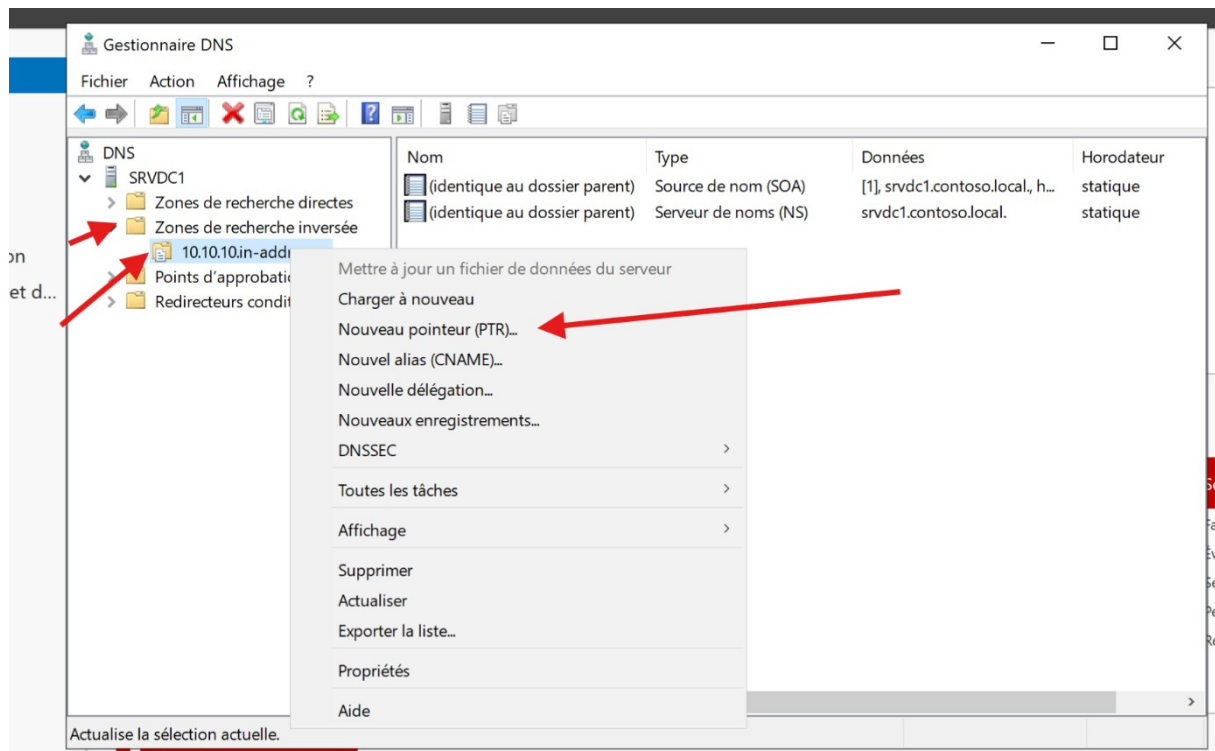 Gestionnaire DNS
Fichier Action Affichage ?
DNS
SRVDC1
Zones de recherche directes
Zones de recherche inversée
10.10.10.in-addr
Points d'approbatio
Redirecteurs condit
on
et d...
Nom Type Données Horodateur
(identique au dossier parent) Source de nom (SOA) [1], srvdc1.contoso.local., h... statique
(identique au dossier parent) Serveur de noms (NS) srvdc1.contoso.local. statique
Mettre à jour un fichier de données du serveur
Charger à nouveau
Nouveau pointeur (PTR)...
Nouvel alias (CNAME)...
Nouvelle délégation...
Nouveaux enregistrements...
DNSSEC
Toutes les tâches
Affichage
Supprimer
Actualiser
Exporter la liste...
Propriétés
Aide
Actualise la sélection actuelle.